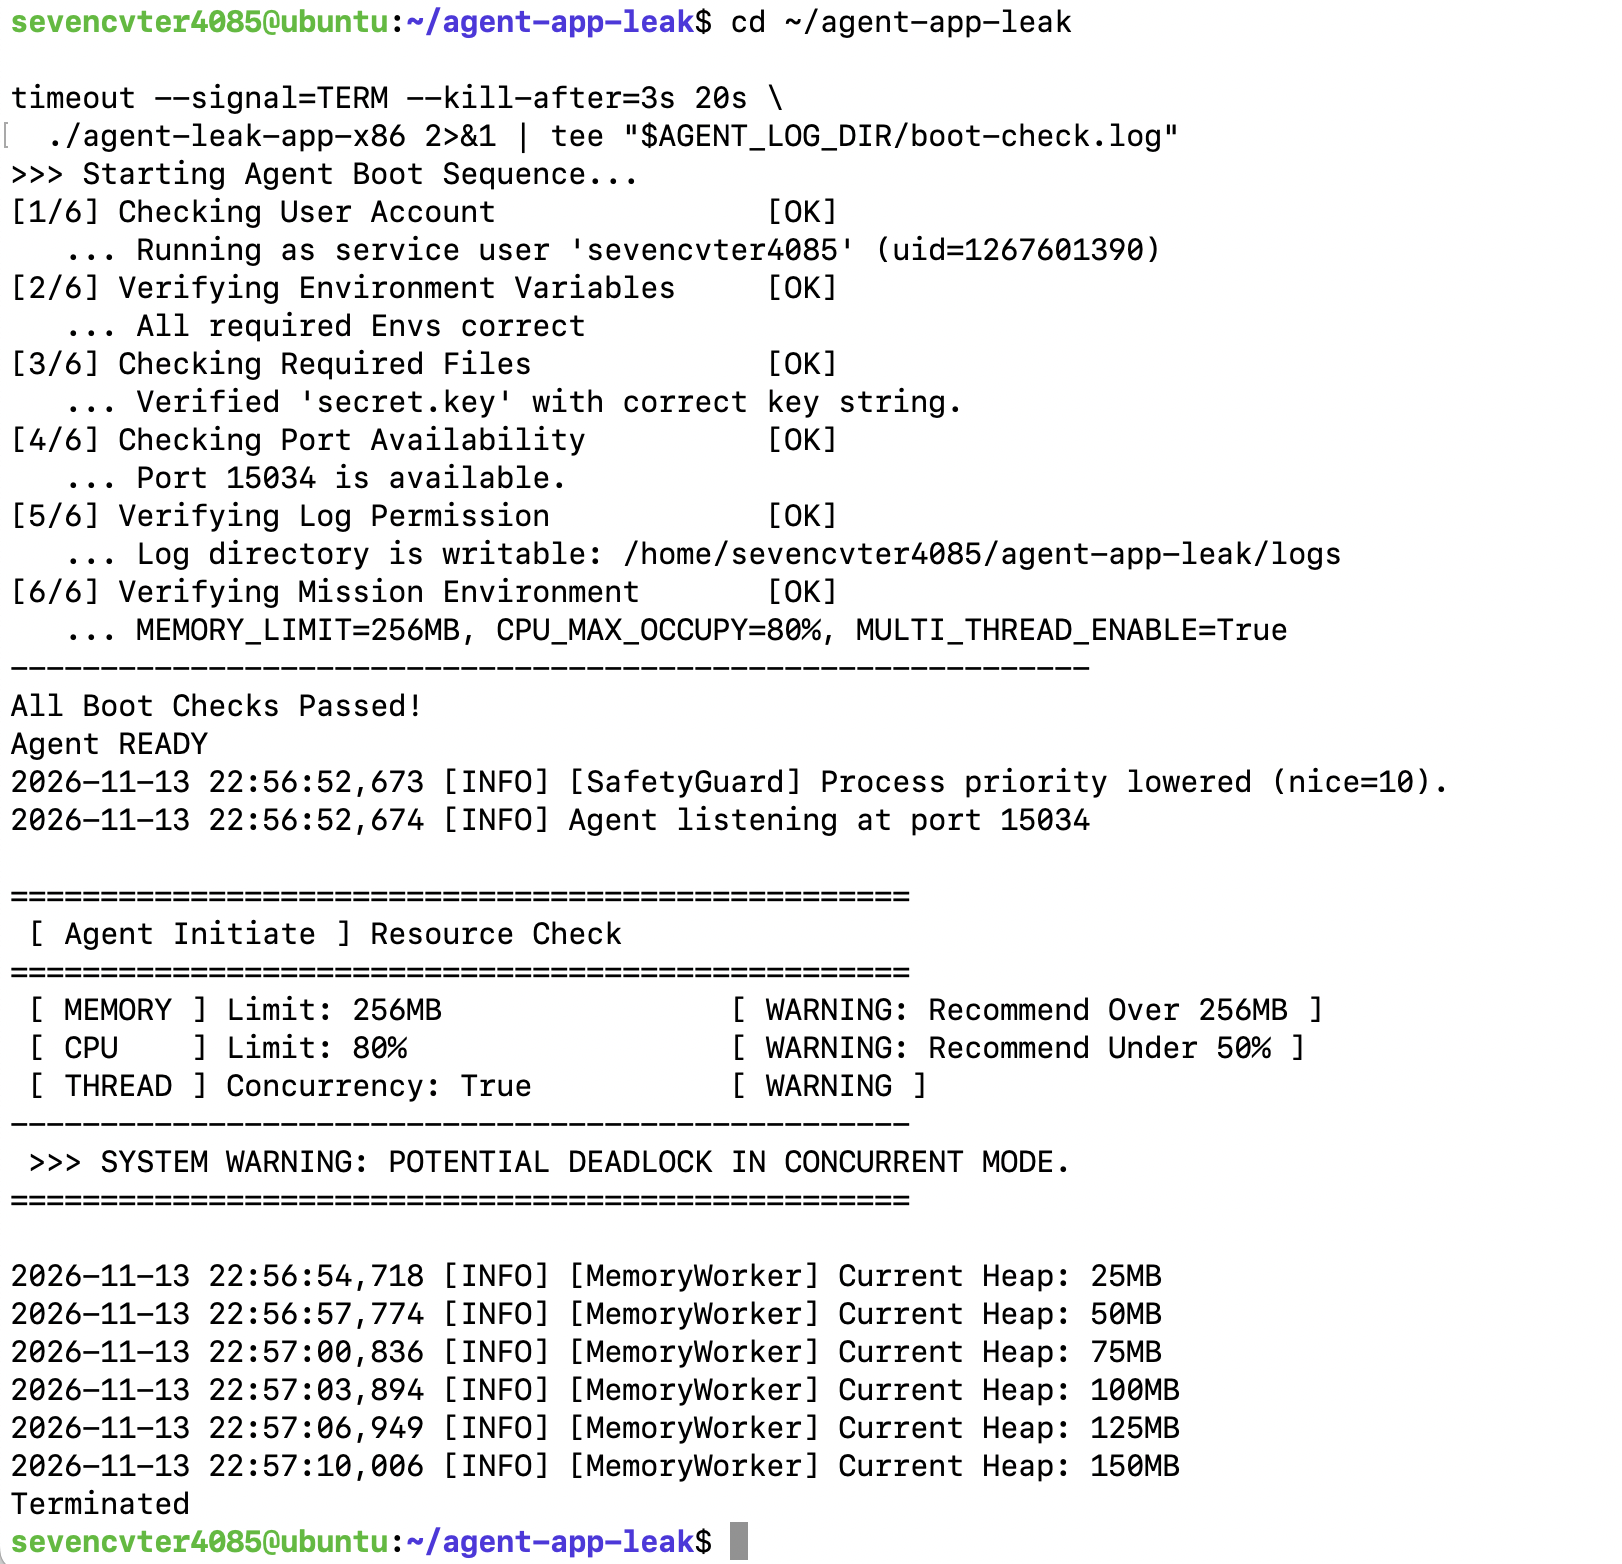 sevencvter4085@ubuntu:~/agent-app-leak$ cd ~/agent-app-leak
timeout --signal=TERM --kill-after=3s 20s \
[  ./agent-leak-app-x86 2>&1 | tee "$AGENT_LOG_DIR/boot-check.log"
>>> Starting Agent Boot Sequence...
[1/6] Checking User Account               [OK]
   ... Running as service user 'sevencvter4085' (uid=1267601390)
[2/6] Verifying Environment Variables     [OK]
   ... All required Envs correct
[3/6] Checking Required Files             [OK]
   ... Verified 'secret.key' with correct key string.
[4/6] Checking Port Availability          [OK]
   ... Port 15034 is available.
[5/6] Verifying Log Permission            [OK]
   ... Log directory is writable: /home/sevencvter4085/agent-app-leak/logs
[6/6] Verifying Mission Environment       [OK]
   ... MEMORY_LIMIT=256MB, CPU_MAX_OCCUPY=80%, MULTI_THREAD_ENABLE=True
------------------------------------------------------------
All Boot Checks Passed!
Agent READY
2026-11-13 22:56:52,673 [INFO] [SafetyGuard] Process priority lowered (nice=10).
2026-11-13 22:56:52,674 [INFO] Agent listening at port 15034
==================================================
 [ Agent Initiate ] Resource Check
==================================================
 [ MEMORY ] Limit: 256MB                [ WARNING: Recommend Over 256MB ]
 [ CPU    ] Limit: 80%                  [ WARNING: Recommend Under 50% ]
 [ THREAD ] Concurrency: True           [ WARNING ]
--------------------------------------------------
 >>> SYSTEM WARNING: POTENTIAL DEADLOCK IN CONCURRENT MODE.
==================================================
2026-11-13 22:56:54,718 [INFO] [MemoryWorker] Current Heap: 25MB
2026-11-13 22:56:57,774 [INFO] [MemoryWorker] Current Heap: 50MB
2026-11-13 22:57:00,836 [INFO] [MemoryWorker] Current Heap: 75MB
2026-11-13 22:57:03,894 [INFO] [MemoryWorker] Current Heap: 100MB
2026-11-13 22:57:06,949 [INFO] [MemoryWorker] Current Heap: 125MB
2026-11-13 22:57:10,006 [INFO] [MemoryWorker] Current Heap: 150MB
Terminated
sevencvter4085@ubuntu:~/agent-app-leak$